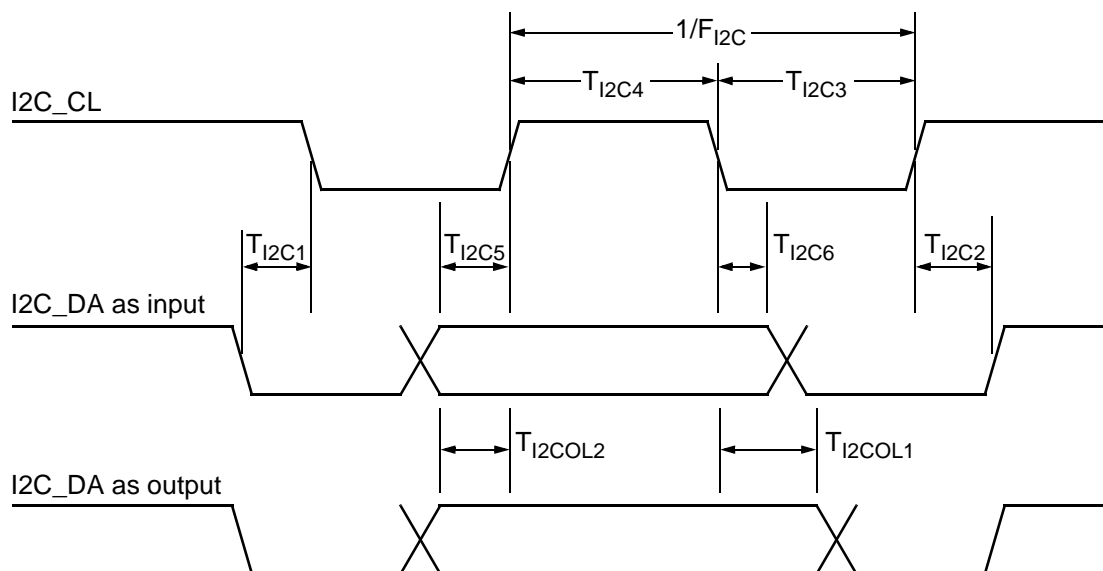 1/F_I2C
T_I2C4 T_I2C3
I2C_CL
T_I2C1 T_I2C5 T_I2C6 T_I2C2
I2C_DA as input
T_I2COL2 T_I2COL1
I2C_DA as output